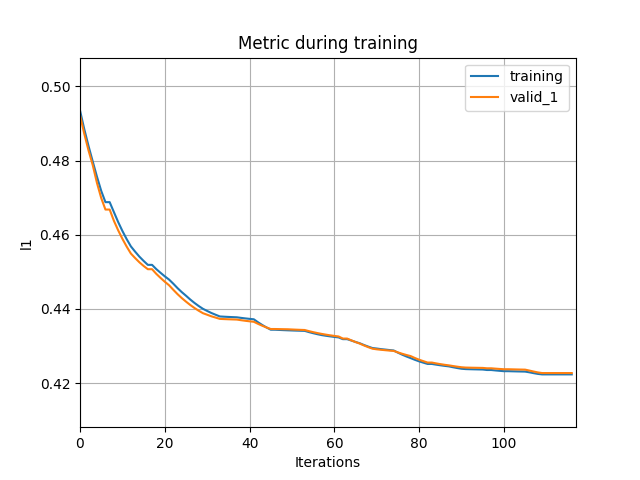 Metric during training
0.50
0.48
0.46
0.44
0.42
l1
training
valid_1
0 20 40 60 80 100
Iterations